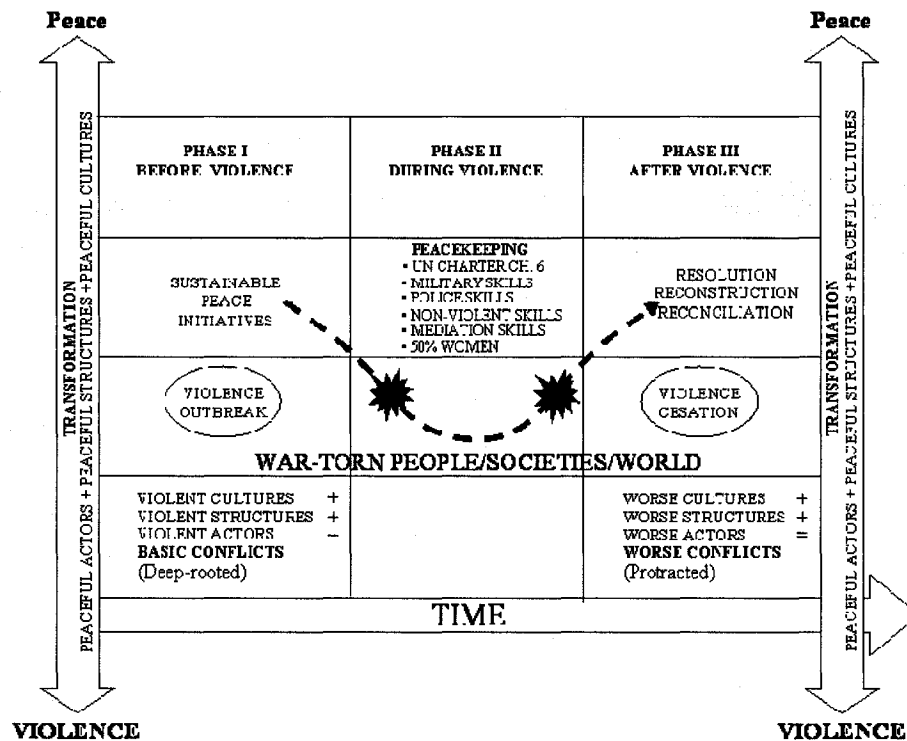 Peace
Peace
PHASE I
BEFORE VIOLENCE
PHASE II
DURING VIOLENCE
PHASE III
AFTER VIOLENCE
TRANSFORMATION
PEACEFUL ACTORS + PEACEFUL STRUCTURES +PEACEFUL CULTURES
SUSTAINABLE
PEACE
INITIATIVES
PEACEKEEPING
▪ UN CHARTER CH. 6
▪ MILITARY SKILLS
▪ POLICE SKILLS
▪ NON-VIOLENT SKILLS
▪ MEDIATION SKILLS
▪ 50% WOMEN
RESOLUTION
RECONSTRUCTION
RECONCILIATION
VIOLENCE
OUTBREAK
VIOLENCE
CESATION
WAR-TORN PEOPLE/SOCIETIES/WORLD
VIOLENT CULTURES +
VIOLENT STRUCTURES +
VIOLENT ACTORS =
BASIC CONFLICTS
(Deep-rooted)
WORSE CULTURES +
WORSE STRUCTURES +
WORSE ACTORS =
WORSE CONFLICTS
(Protracted)
TRANSFORMATION
PEACEFUL ACTORS + PEACEFUL STRUCTURES +PEACEFUL CULTURES
TIME
VIOLENCE
VIOLENCE